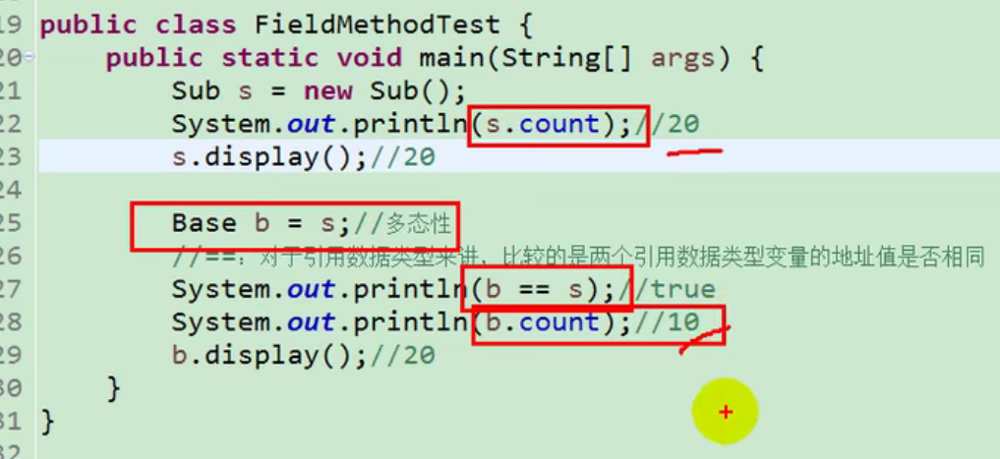 19 public class FieldMethodTest {
20 public static void main(String[] args) {
21 Sub s = new Sub();
22 System.out.println(s.count);//20
23 s.display();//20
24
25 Base b = s;//多态性
26 //==：对于引用数据类型来讲，比较的是两个引用数据类型变量的地址值是否相同
27 System.out.println(b == s);//true
28 System.out.println(b.count);//10
29 b.display();//20
30 }
31 }
32